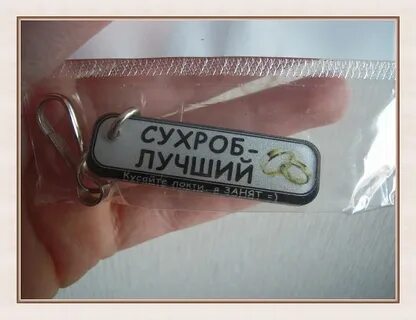 СУХРОБ-
ЛУЧШИЙ
Кусайте локти, я ЗАНЯТ =)